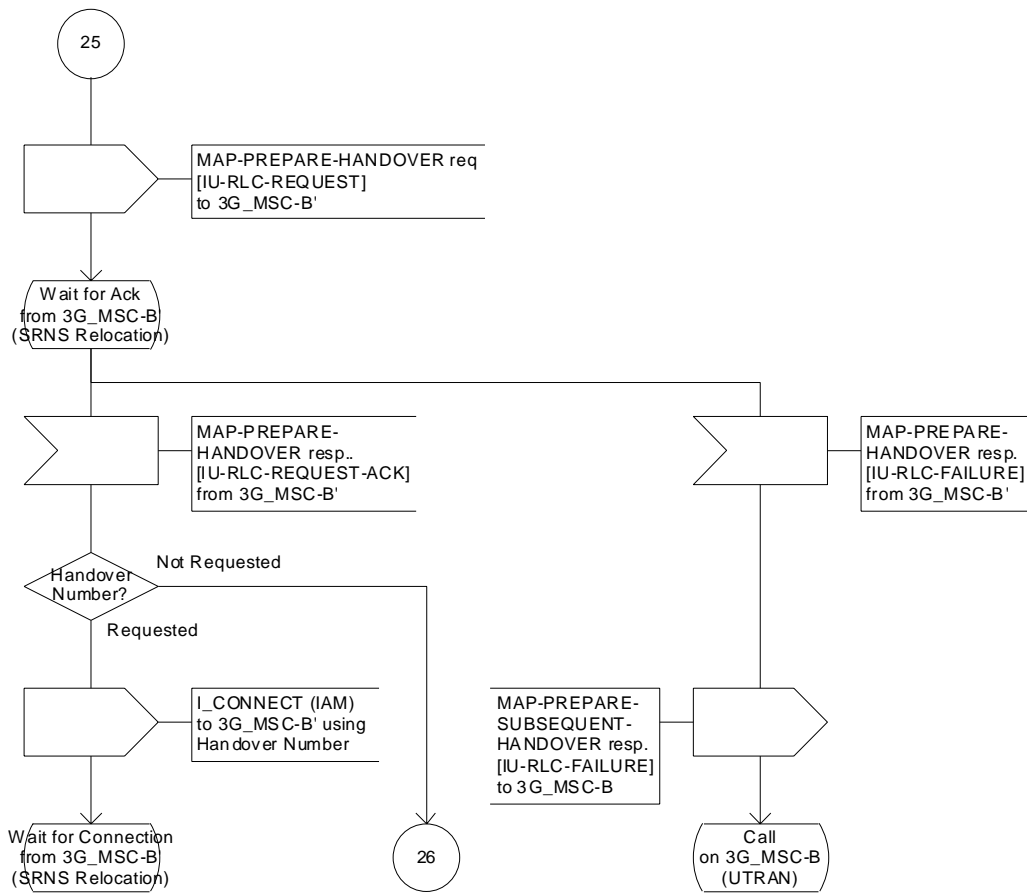 25
MAP-PREPARE-HANDOVER req
[IU-RLC-REQUEST]
to 3G_MSC-B'
Wait for Ack
from 3G_MSC-B'
(SRNS Relocation)
MAP-PREPARE-
HANDOVER resp..
[IU-RLC-REQUEST-ACK]
from 3G_MSC-B'
MAP-PREPARE-
HANDOVER resp.
[IU-RLC-FAILURE]
from 3G_MSC-B'
Handover
Number?
Not Requested
Requested
I_CONNECT (IAM)
to 3G_MSC-B' using
Handover Number
MAP-PREPARE-
SUBSEQUENT-
HANDOVER resp.
[IU-RLC-FAILURE]
to 3G_MSC-B
Wait for Connection
from 3G_MSC-B'
(SRNS Relocation)
26
Call
on 3G_MSC-B
(UTRAN)